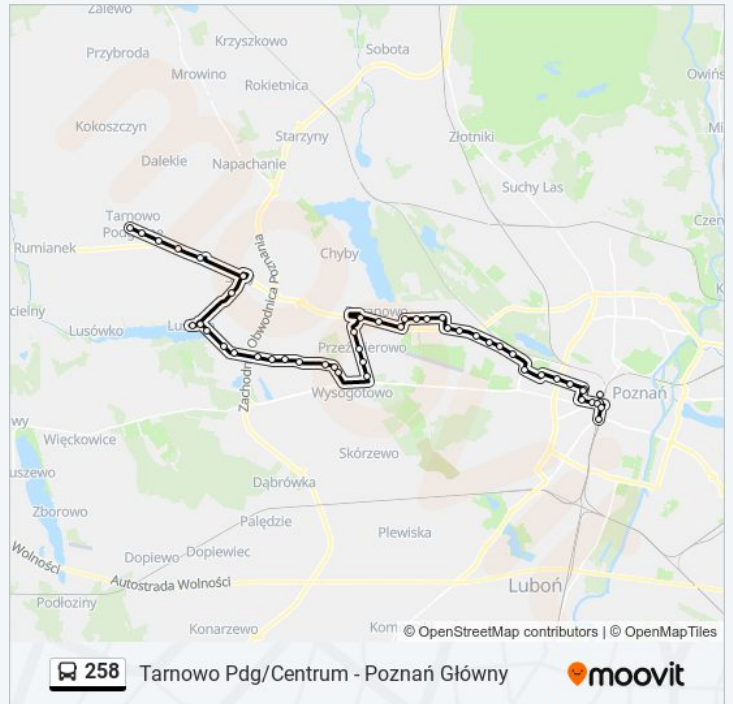 Zalewo
Krzyszkowo
Sobota
Przybroda
Mrowino
Rokietnica
Owińs
Kokoszczyn
Starzyny
Złotniki
Dalekie
Napachanie
Suchy Las
Tarnowo
Rumianek
Chyby
Czerw
Zachodnia Obwodnica Poznania
cielny
Lusówko
Przeźmierowo
Wysogotowo
Poznań
Więckowice
Skórzewo
Dąbrówka
Zborowo
Palędzie
Plewiska
Wolności
Dopiewo
Dopiewiec
Autostrada Wolności
Luboń
Podłoziny
Konarzewo
Kom
© OpenStreetMap contributors | © OpenMapTiles
258 Tarnowo Pdg/Centrum - Poznań Główny
moovit